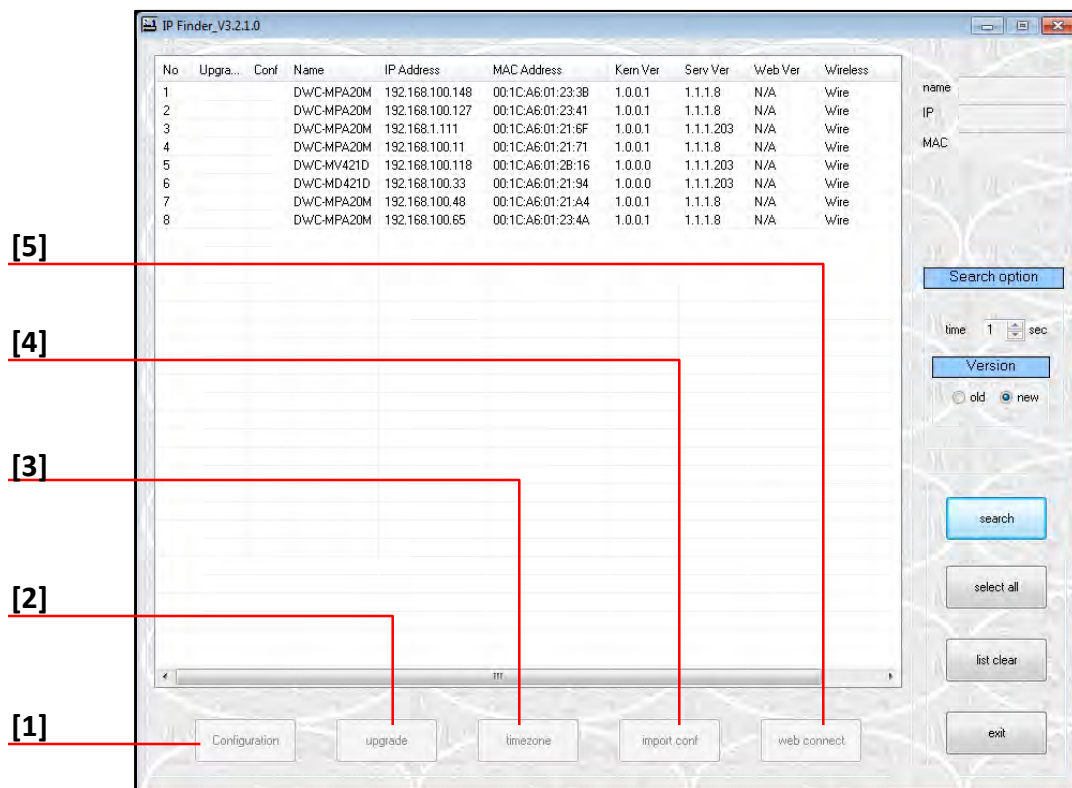 IP Finder_V3.2.1.0
No Upgra... Conf Name IP Address MAC Address Kern Ver Serv Ver Web Ver Wireless
1 DWC-MPA20M 192.168.100.148 00:1C:A6:01:23:3B 1.0.0.1 1.1.1.8 N/A Wire
2 DWC-MPA20M 192.168.100.127 00:1C:A6:01:23:41 1.0.0.1 1.1.1.8 N/A Wire
3 DWC-MPA20M 192.168.1.111 00:1C:A6:01:21:6F 1.0.0.1 1.1.1.203 N/A Wire
4 DWC-MPA20M 192.168.100.11 00:1C:A6:01:21:71 1.0.0.1 1.1.1.8 N/A Wire
5 DWC-MV421D 192.168.100.118 00:1C:A6:01:2B:16 1.0.0.0 1.1.1.203 N/A Wire
6 DWC-MD421D 192.168.100.33 00:1C:A6:01:21:94 1.0.0.0 1.1.1.203 N/A Wire
7 DWC-MPA20M 192.168.100.48 00:1C:A6:01:21:A4 1.0.0.1 1.1.1.8 N/A Wire
8 DWC-MPA20M 192.168.100.65 00:1C:A6:01:23:4A 1.0.0.1 1.1.1.8 N/A Wire
name
IP
MAC
Search option
time 1 sec
Version
old new
search
select all
list clear
exit
[5]
[4]
[3]
[2]
[1]
Configuration upgrade timezone import conf web connect